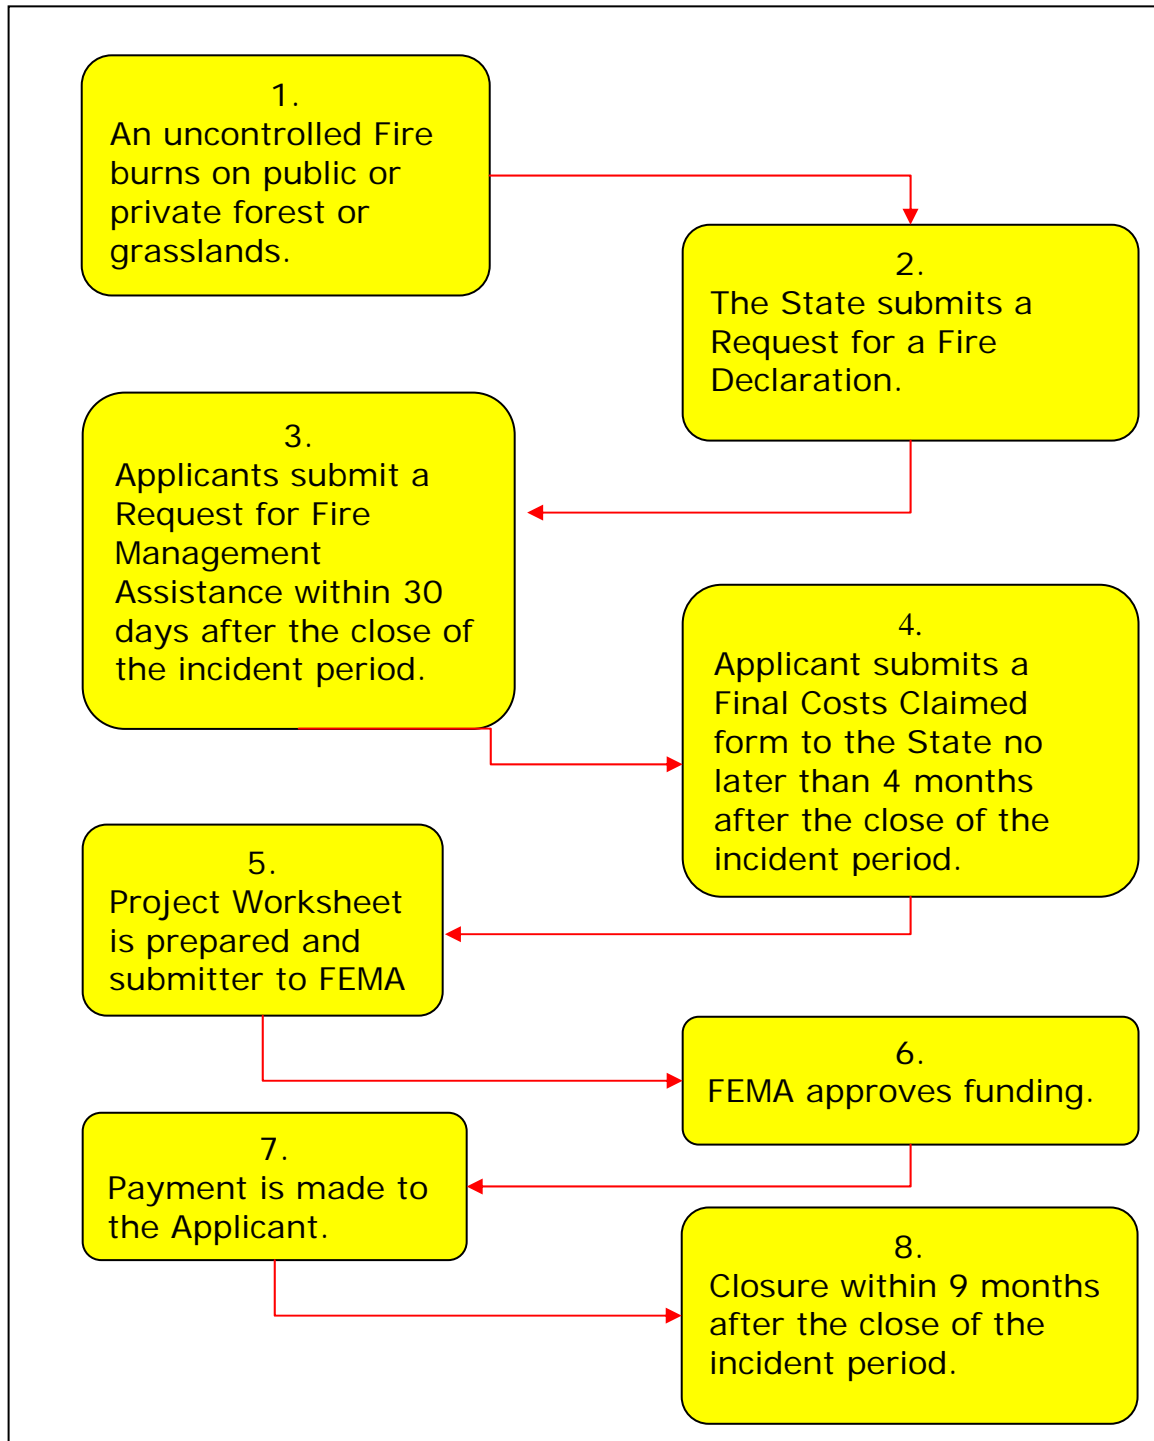 1.
An uncontrolled Fire
burns on public or
private forest or
grasslands.
2.
The State submits a
Request for a Fire
Declaration.
3.
Applicants submit a
Request for Fire
Management
Assistance within 30
days after the close of
the incident period.
4.
Applicant submits a
Final Costs Claimed
form to the State no
later than 4 months
after the close of the
incident period.
5.
Project Worksheet
is prepared and
submitter to FEMA
6.
FEMA approves funding.
7.
Payment is made to
the Applicant.
8.
Closure within 9 months
after the close of the
incident period.